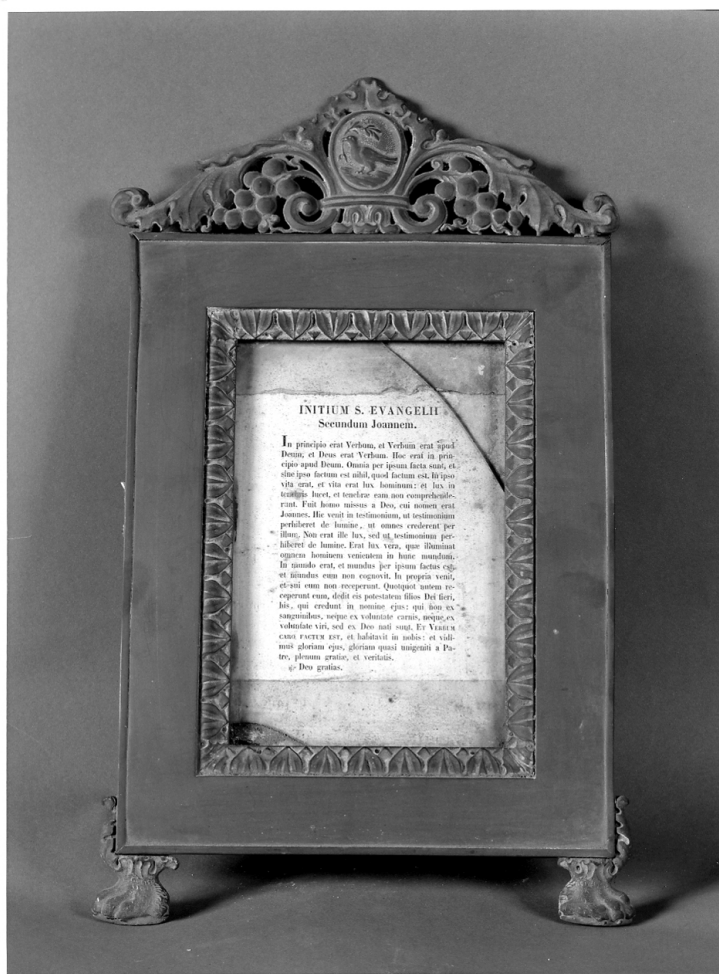 INITIUM S. EVANGELII
Secundum Joannem.
In principio erat Verbum, et Verbum erat apud
Deum, et Deus erat Verbum. Hoc erat in prin-
cipio apud Deum. Omnia per ipsum facta sunt, et
sine ipso factum est nihil, quod factum est. In ipso
vita erat, et vita erat lux hominum: et lux in
tenebris lucet, et tenebræ eam non comprehende-
rant. Fuit homo missus a Deo, cui nomen erat
Joannes. Hic venit in testimonium, ut testimonium
perhiberet de lumine, ut omnes crederent per
illum. Non erat ille lux, sed ut testimonium per-
hiberet de lumine. Erat lux vera, quæ illuminat
omnem hominem venientem in hunc mundum.
In mundo erat, et mundus per ipsum factus est,
et mundus eum non cognovit. In propria venit,
et sui eum non receperunt. Quotquot autem re-
ceperunt eum, dedit eis potestatem filios Dei fieri,
his, qui credunt in nomine ejus: qui non ex
sanguinibus, neque ex voluntate carnis, neque ex
voluntate viri, sed ex Deo nati sunt. ET VERBUM
CARO FACTUM EST, et habitavit in nobis: et vidi-
mus gloriam ejus, gloriam quasi unigeniti a Pa-
tre, plenum gratiæ, et veritatis.
℟. Deo gratias.